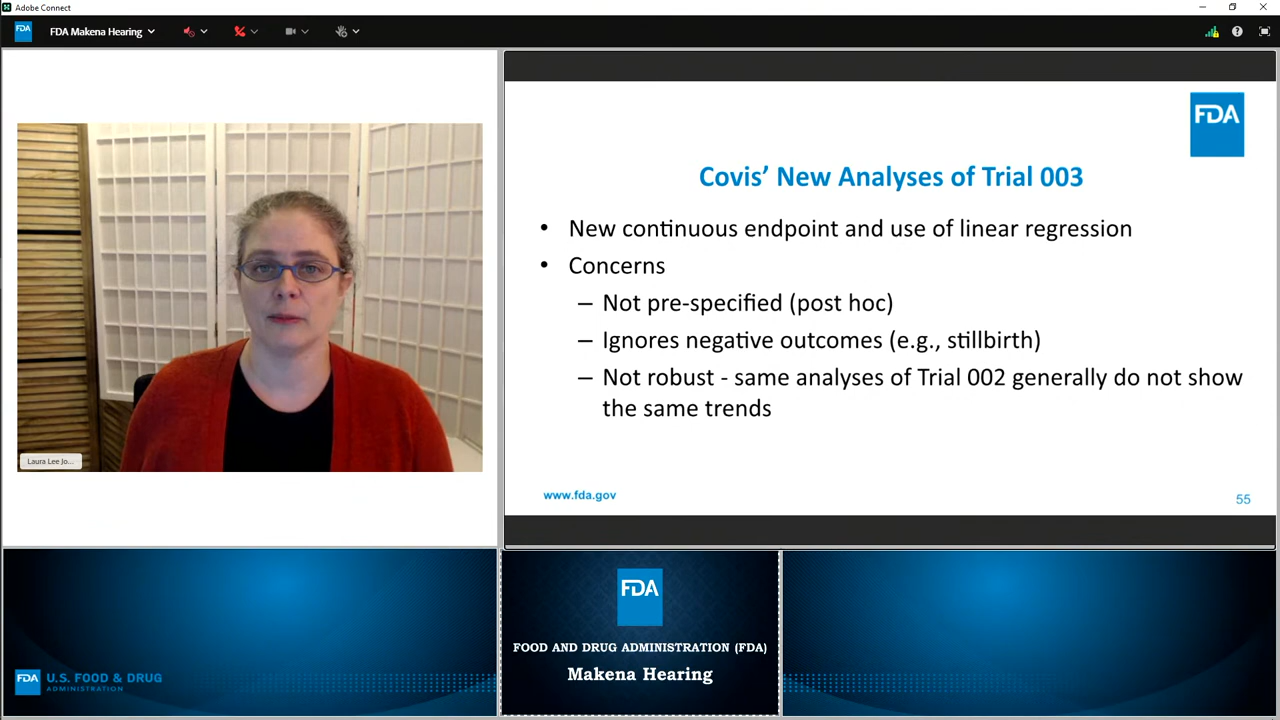 Adobe Connect
FDA
FDA Makena Hearing
FDA
Covis' New Analyses of Trial 003
• New continuous endpoint and use of linear regression
• Concerns
– Not pre-specified (post hoc)
– Ignores negative outcomes (e.g., stillbirth)
– Not robust - same analyses of Trial 002 generally do not show
the same trends
www.fda.gov
55
Laura Lee Jo...
FDA
FOOD AND DRUG ADMINISTRATION (FDA)
Makena Hearing
FDA U.S. FOOD & DRUG
ADMINISTRATION